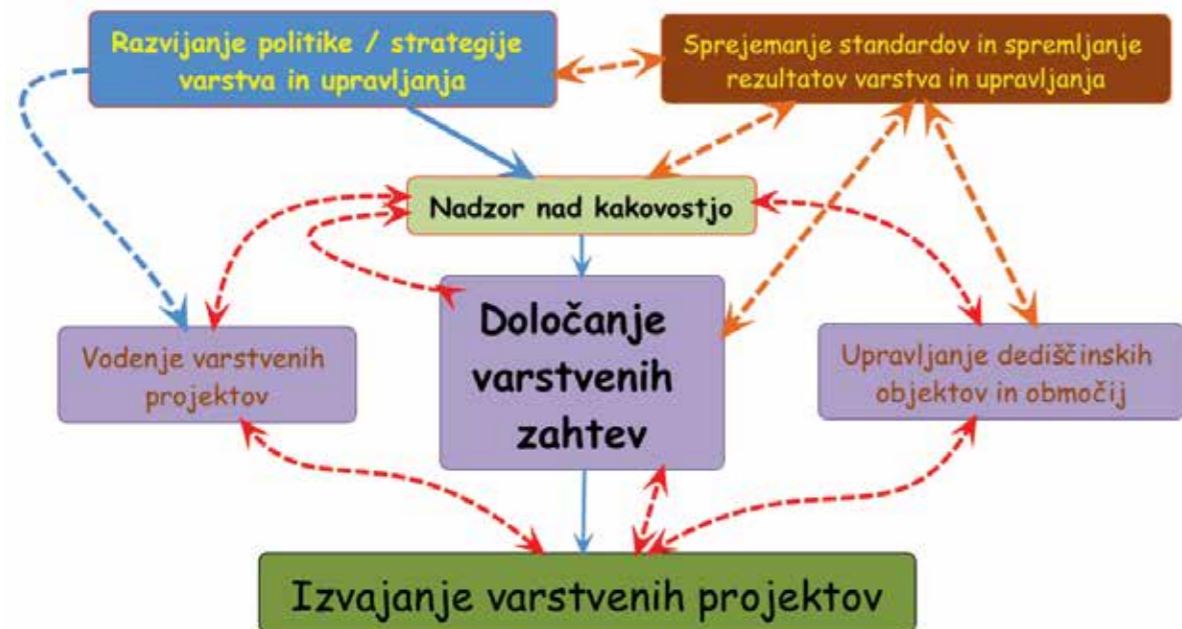 Razvijanje politike / strategije
varstva in upravljanja
Sprejemanje standardov in spremljanje
rezultatov varstva in upravljanja
Nadzor nad kakovostjo
Vodenje varstvenih
projektov
Določanje
varstvenih
zahtev
Upravljanje dediščinskih
objektov in območij
Izvajanje varstvenih projektov